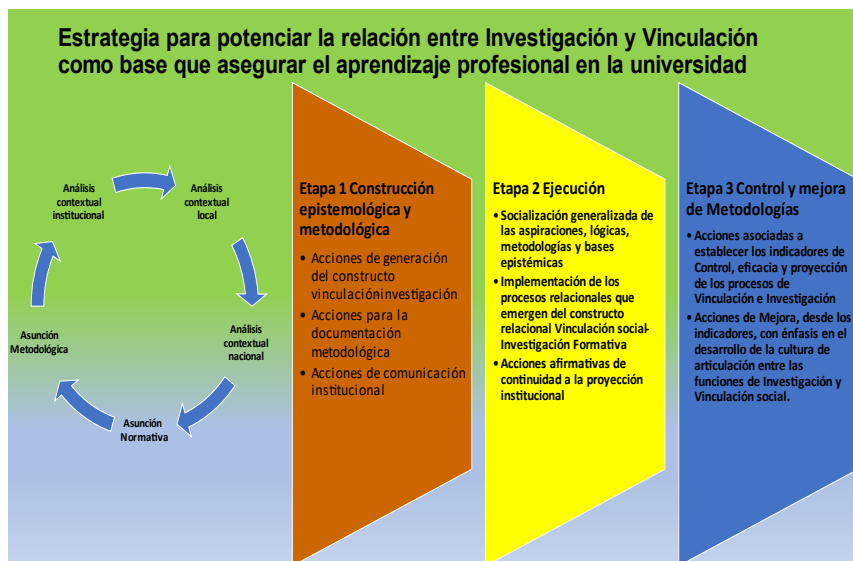 Estrategia para potenciar la relación entre Investigación y Vinculación
como base que asegurar el aprendizaje profesional en la universidad
Análisis
contextual
institucional
Análisis
contextual
local
Análisis
contextual
nacional
Asunción
Normativa
Asunción
Metodológica
Etapa 1 Construcción
epistemológica y
metodológica
• Acciones de generación
del constructo
vinculación-investigación
• Acciones para la
documentación
metodológica
• Acciones de comunicación
institucional
Etapa 2 Ejecución
• Socialización generalizada de
las aspiraciones, lógicas,
metodologías y bases
epistémicas
• Implementación de los
procesos relacionales que
emergen del constructo
relacional Vinculación social-
Investigación Formativa
• Acciones afirmativas de
continuidad a la proyección
institucional
Etapa 3 Control y mejora
de Metodologías
• Acciones asociadas a
establecer los indicadores de
Control, eficacia y proyección
de los procesos de
Vinculación e Investigación
• Acciones de Mejora, desde los
indicadores, con énfasis en el
desarrollo de la cultura de
articulación entre las
funciones de Investigación y
Vinculación social.